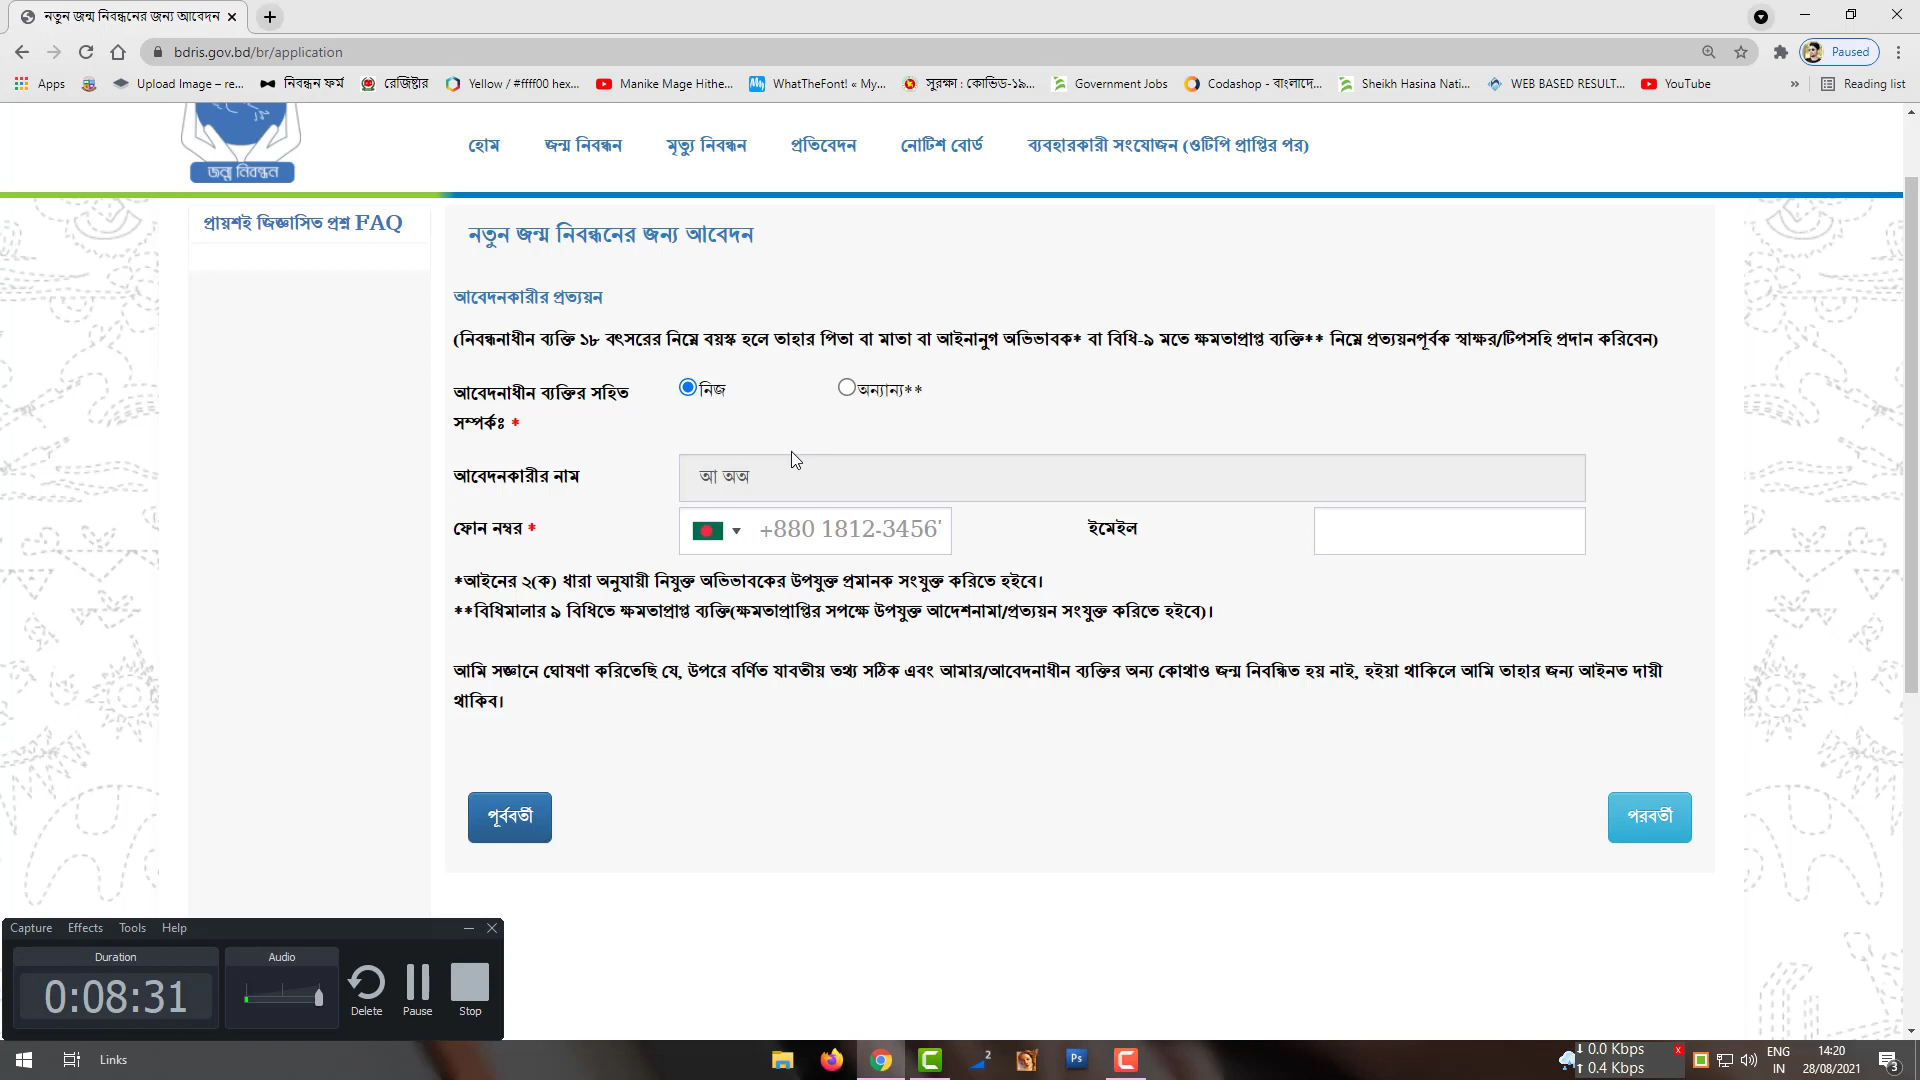 নতুন জন্ম নিবন্ধনের জন্য আবেদন
bdris.gov.bd/br/application
Paused
Apps
Upload Image – re...
নিবন্ধন ফর্ম
রেজিষ্টার
Yellow / #ffff00 hex...
Manike Mage Hithe...
WhatTheFont! « My...
সুরক্ষা : কোভিড-১৯...
Government Jobs
Codashop - বাংলাদে...
Sheikh Hasina Nati...
WEB BASED RESULT...
YouTube
»
Reading list
জন্ম নিবন্ধন
হোম
জন্ম নিবন্ধন
মৃত্যু নিবন্ধন
প্রতিবেদন
নোটিশ বোর্ড
ব্যবহারকারী সংযোজন (ওটিপি প্রাপ্তির পর)
প্রায়শই জিজ্ঞাসিত প্রশ্ন FAQ
নতুন জন্ম নিবন্ধনের জন্য আবেদন
আবেদনকারীর প্রত্যয়ন
(নিবন্ধনাধীন ব্যক্তি ১৮ বৎসরের নিম্নে বয়স্ক হলে তাহার পিতা বা মাতা বা আইনানুগ অভিভাবক* বা বিধি-৯ মতে ক্ষমতাপ্রাপ্ত ব্যক্তি** নিম্নে প্রত্যয়নপূর্বক স্বাক্ষর/টিপসহি প্রদান করিবেন)
আবেদনাধীন ব্যক্তির সহিত
সম্পর্কঃ *
নিজ
অন্যান্য**
আবেদনকারীর নাম
আ অঅ
ফোন নম্বর *
+880 1812-3456
ইমেইল
*আইনের ২(ক) ধারা অনুযায়ী নিযুক্ত অভিভাবকের উপযুক্ত প্রমানক সংযুক্ত করিতে হইবে।
**বিধিমালার ৯ বিধিতে ক্ষমতাপ্রাপ্ত ব্যক্তি(ক্ষমতাপ্রাপ্তির সপক্ষে উপযুক্ত আদেশনামা/প্রত্যয়ন সংযুক্ত করিতে হইবে)।
আমি সজ্ঞানে ঘোষণা করিতেছি যে, উপরে বর্ণিত যাবতীয় তথ্য সঠিক এবং আমার/আবেদনাধীন ব্যক্তির অন্য কোথাও জন্ম নিবন্ধিত হয় নাই, হইয়া থাকিলে আমি তাহার জন্য আইনত দায়ী
থাকিব।
পূর্ববর্তী
পরবর্তী
Capture Effects Tools Help
Duration
Audio
0:08:31
Delete
Pause
Stop
Links
2
Ps
0.0 Kbps
0.4 Kbps
x
ENG
IN
14:20
28/08/2021
3